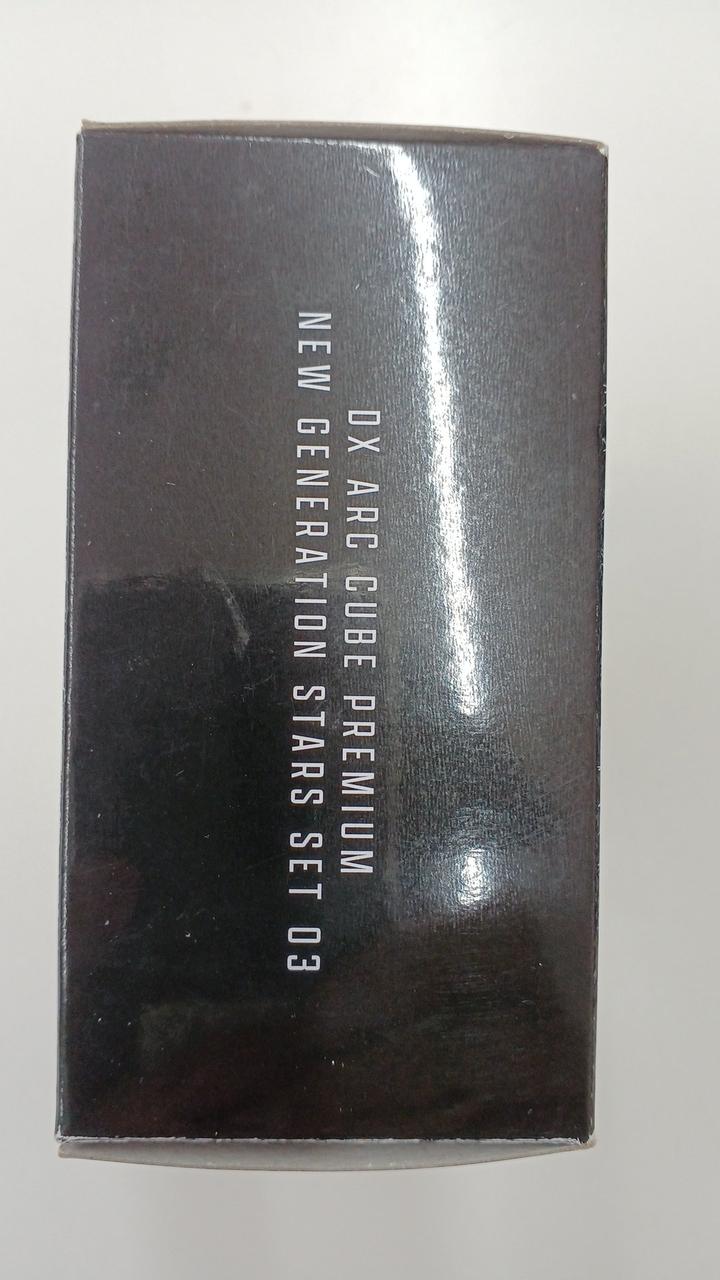 DX ARC CUBE PREMIUM
NEW GENERATION STARS SET 03